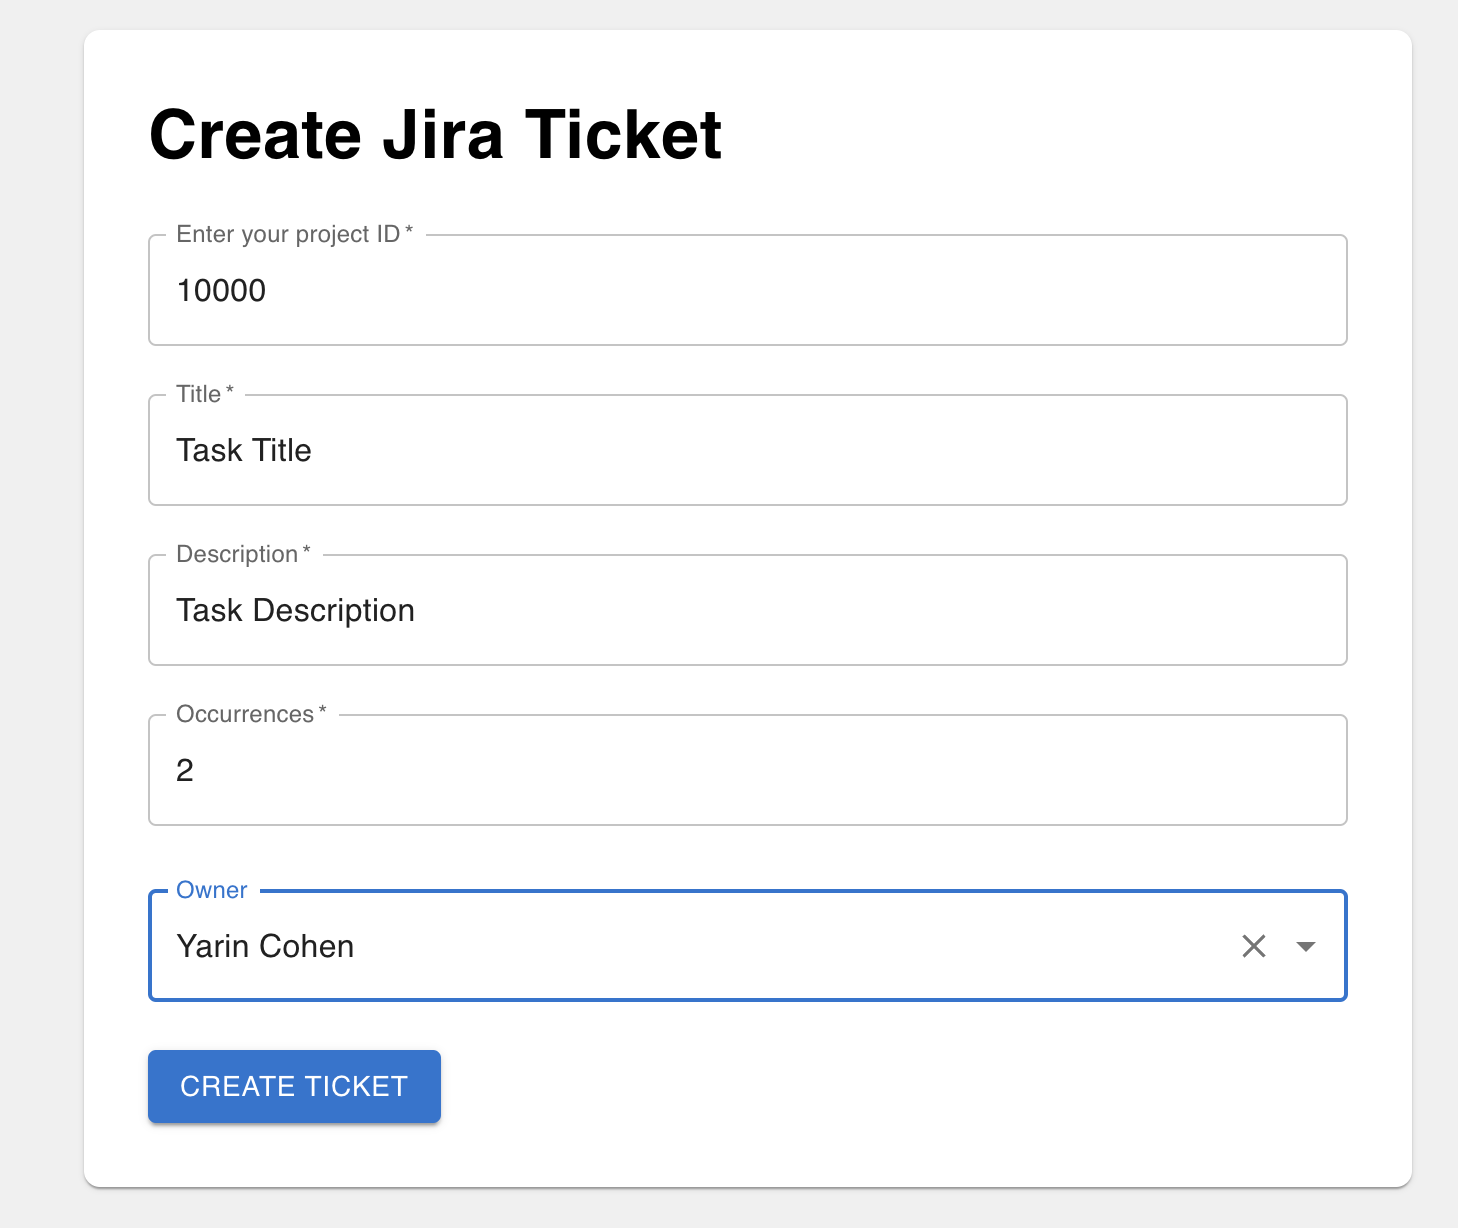 Create Jira Ticket
Enter your project ID *
10000
Title *
Task Title
Description *
Task Description
Occurrences *
2
Owner
Yarin Cohen
CREATE TICKET